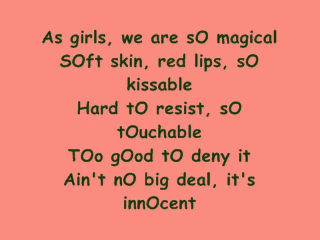 As girls, we are sO magical
SOft skin, red lips, sO
kissable
Hard tO resist, sO
tOuchable
TOo gOod tO deny it
Ain't nO big deal, it's
innOcent